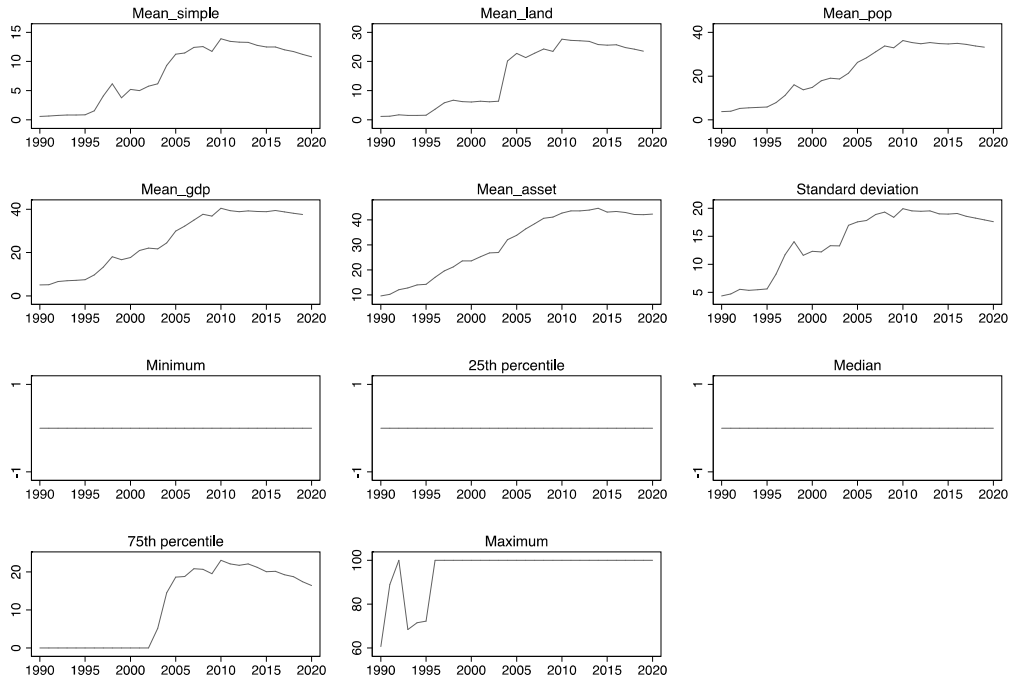 Mean_simple
0 5 10 15
1990 1995 2000 2005 2010 2015 2020
Mean_land
0 10 20 30
1990 1995 2000 2005 2010 2015 2020
Mean_pop
0 20 40
1990 1995 2000 2005 2010 2015 2020
Mean_gdp
0 20 40
1990 1995 2000 2005 2010 2015 2020
Mean_asset
10 20 30 40
1990 1995 2000 2005 2010 2015 2020
Standard deviation
5 10 15 20
1990 1995 2000 2005 2010 2015 2020
Minimum
-1 1
1990 1995 2000 2005 2010 2015 2020
25th percentile
-1 1
1990 1995 2000 2005 2010 2015 2020
Median
-1 1
1990 1995 2000 2005 2010 2015 2020
75th percentile
0 10 20
1990 1995 2000 2005 2010 2015 2020
Maximum
60 80 100
1990 1995 2000 2005 2010 2015 2020